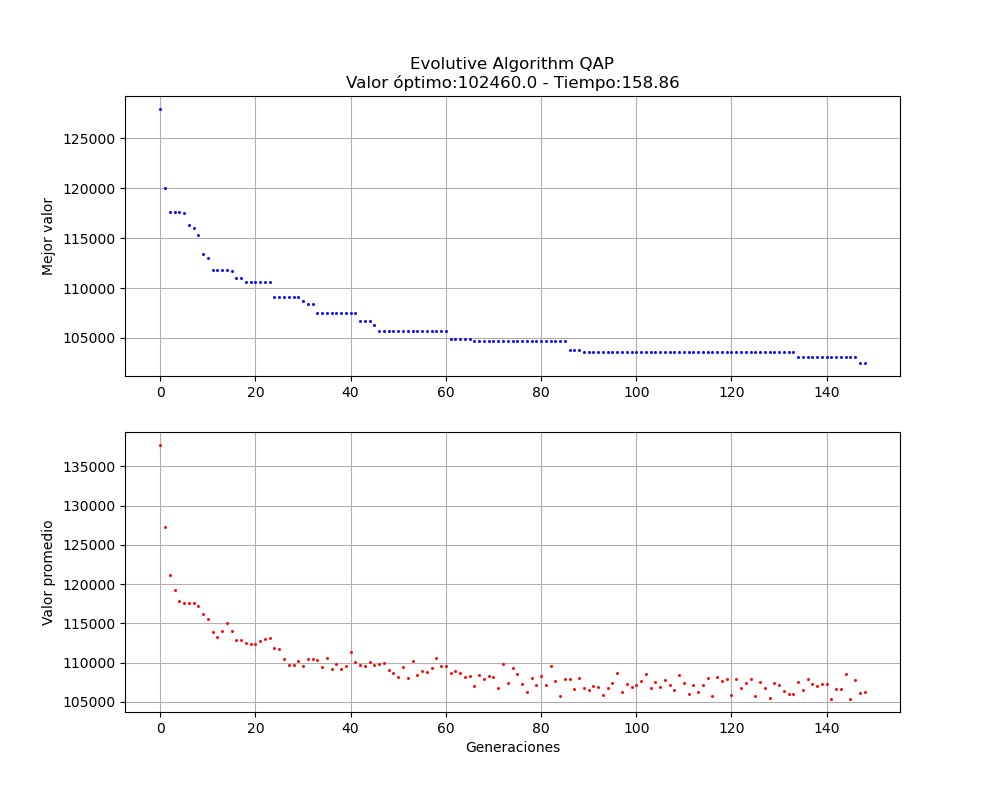 Evolutive Algorithm QAP
Valor óptimo:102460.0 - Tiempo:158.86
Mejor valor
125000
120000
115000
110000
105000
0 20 40 60 80 100 120 140
Valor promedio
135000
130000
125000
120000
115000
110000
105000
0 20 40 60 80 100 120 140
Generaciones